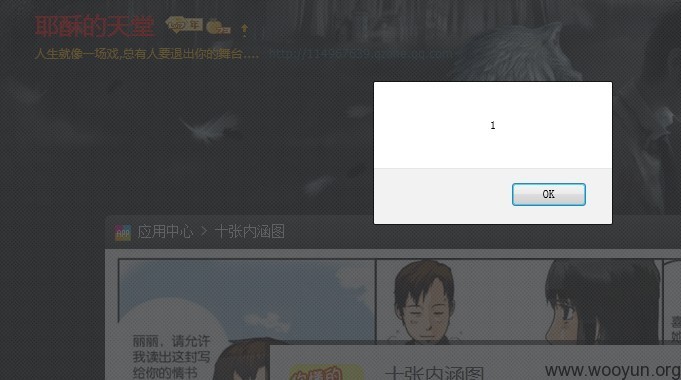 耶稣的天堂
年
人生就像一场戏,总有人要退出你的舞台....
1
OK
应用中心 > 十张内涵图
丽丽，请允许
我读出这封写
给你的情书
十张内涵图
www.wooyun.org